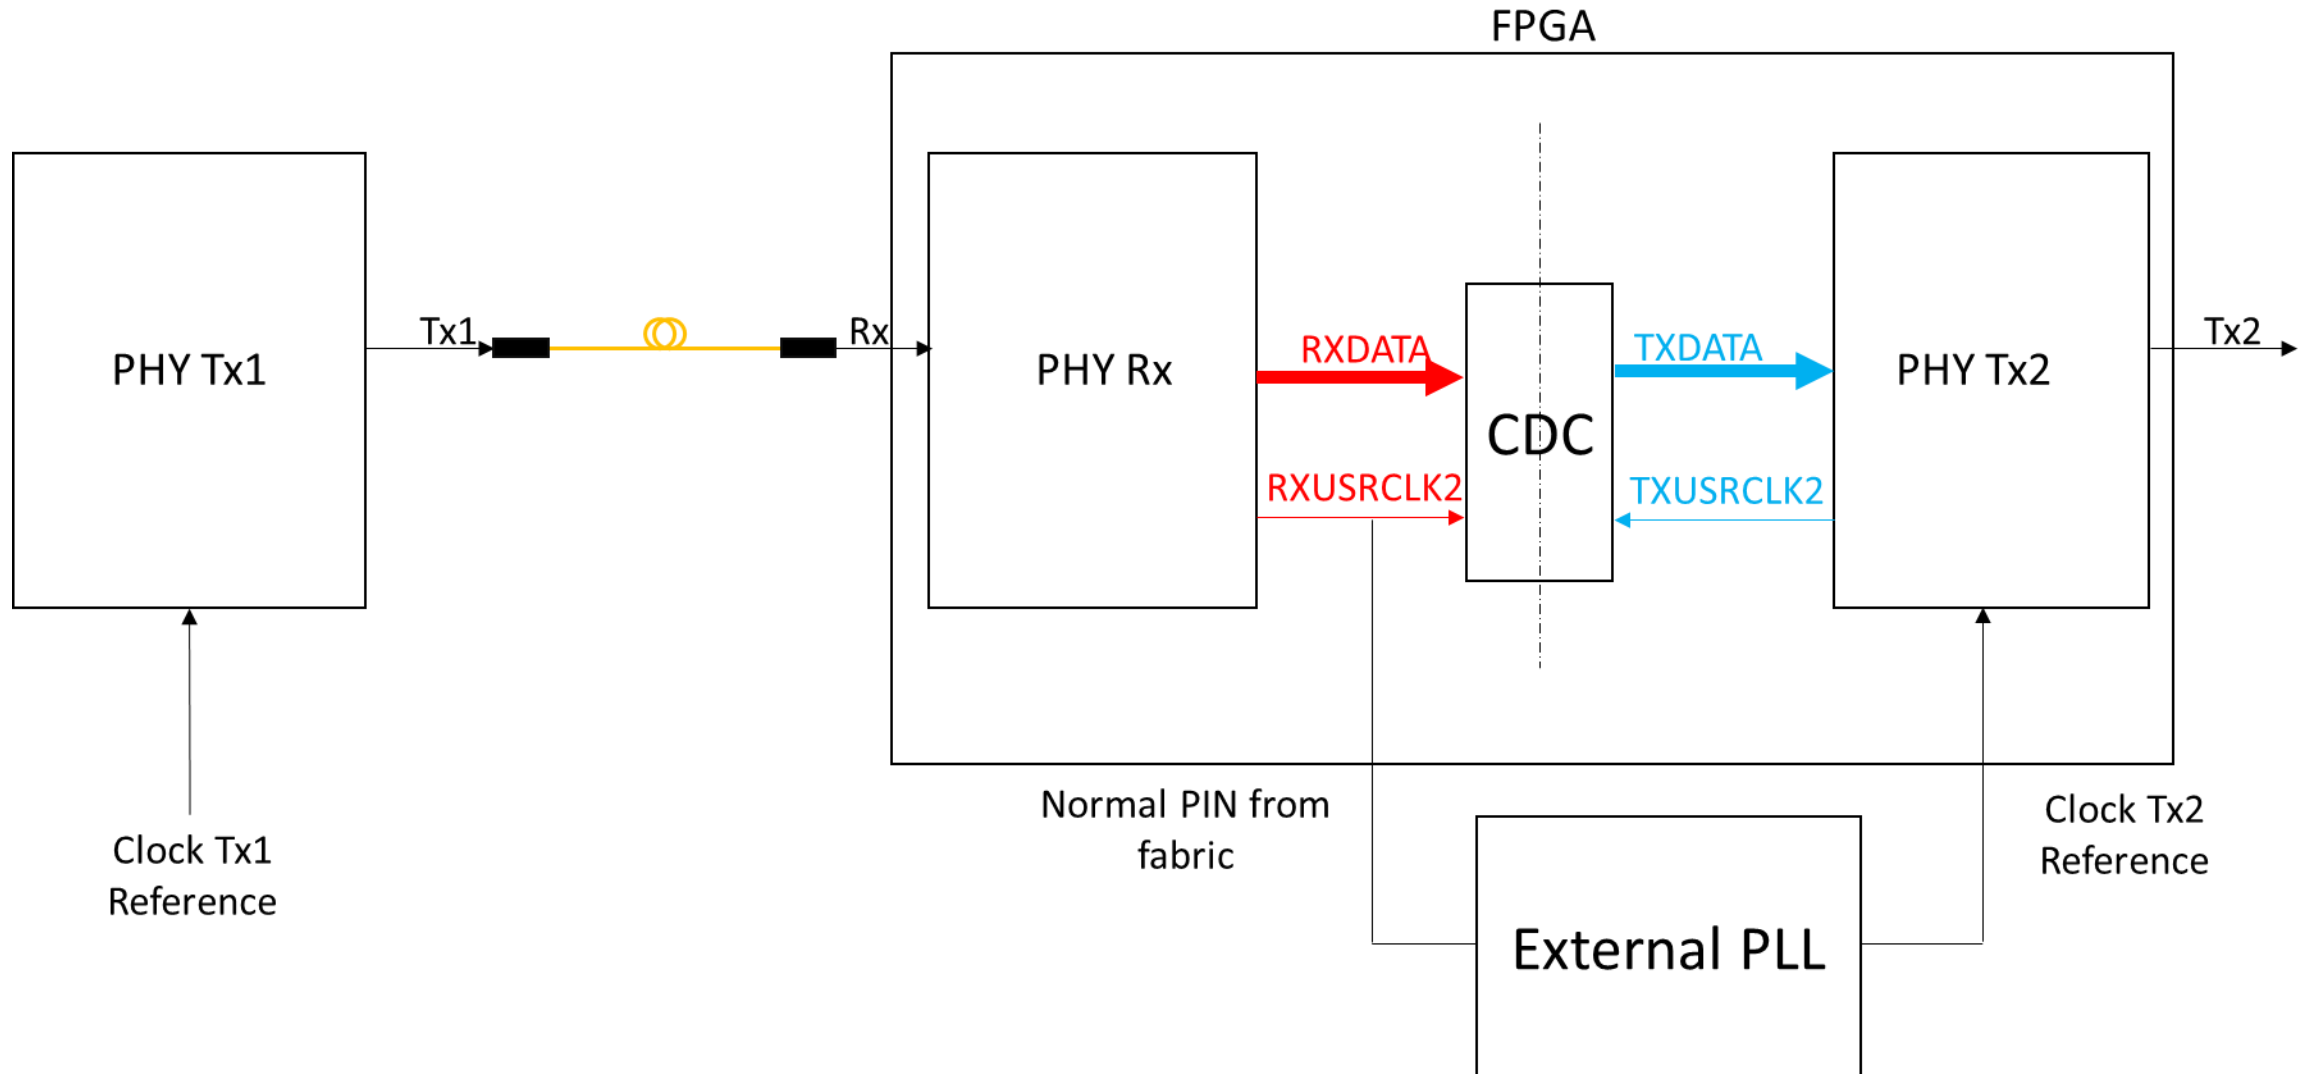 FPGA
PHY Tx1
Tx1
Rx
PHY Rx
RXDATA
RXUSRCLK2
CDC
TXDATA
TXUSRCLK2
PHY Tx2
Tx2
Clock Tx1
Reference
Normal PIN from
fabric
External PLL
Clock Tx2
Reference